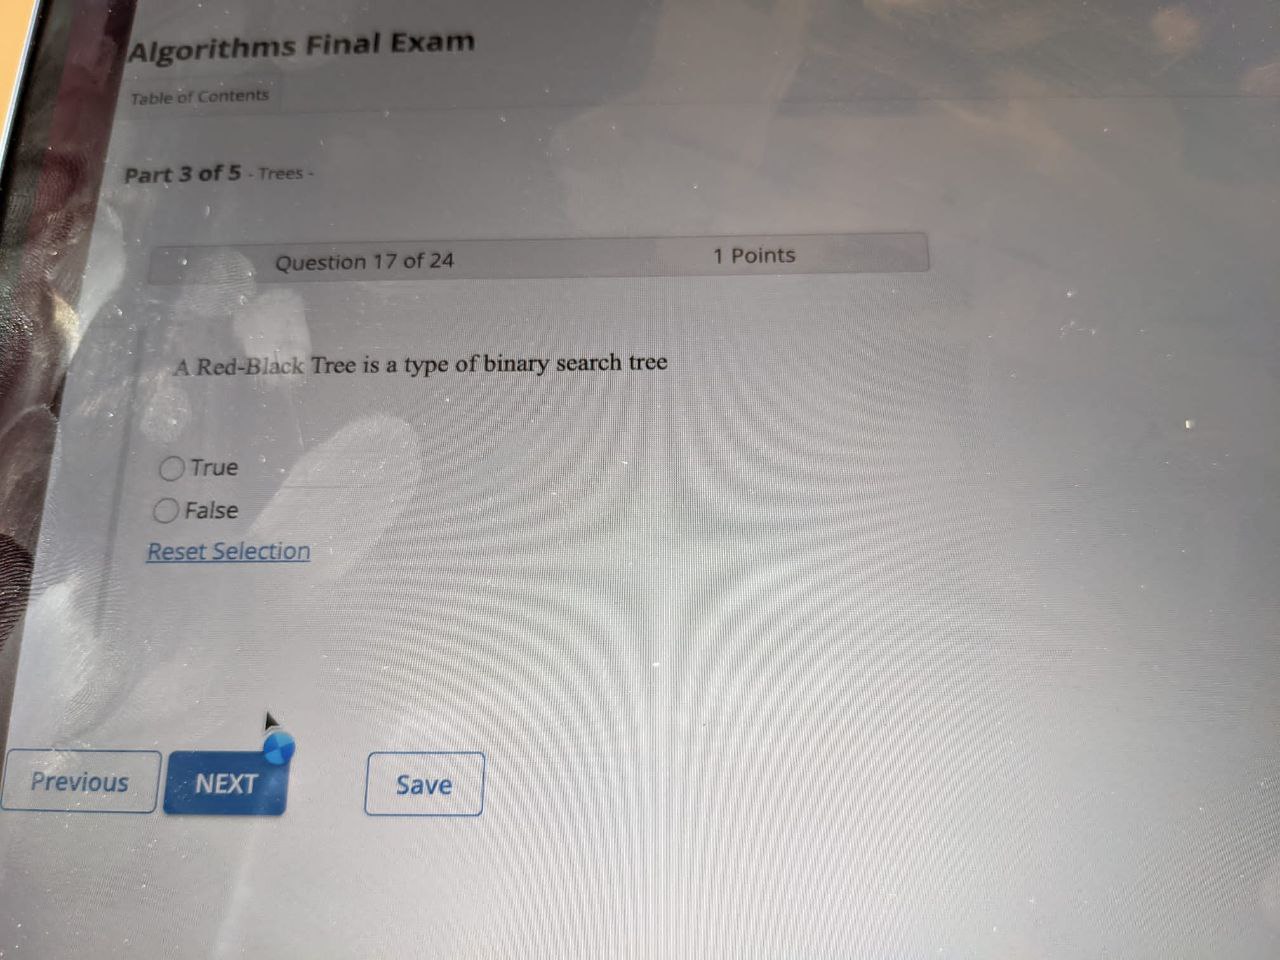 Algorithms Final Exam
Table of Contents
Part 3 of 5 - Trees -
Question 17 of 24 1 Points
A Red-Black Tree is a type of binary search tree
True
False
Reset Selection
Previous NEXT Save